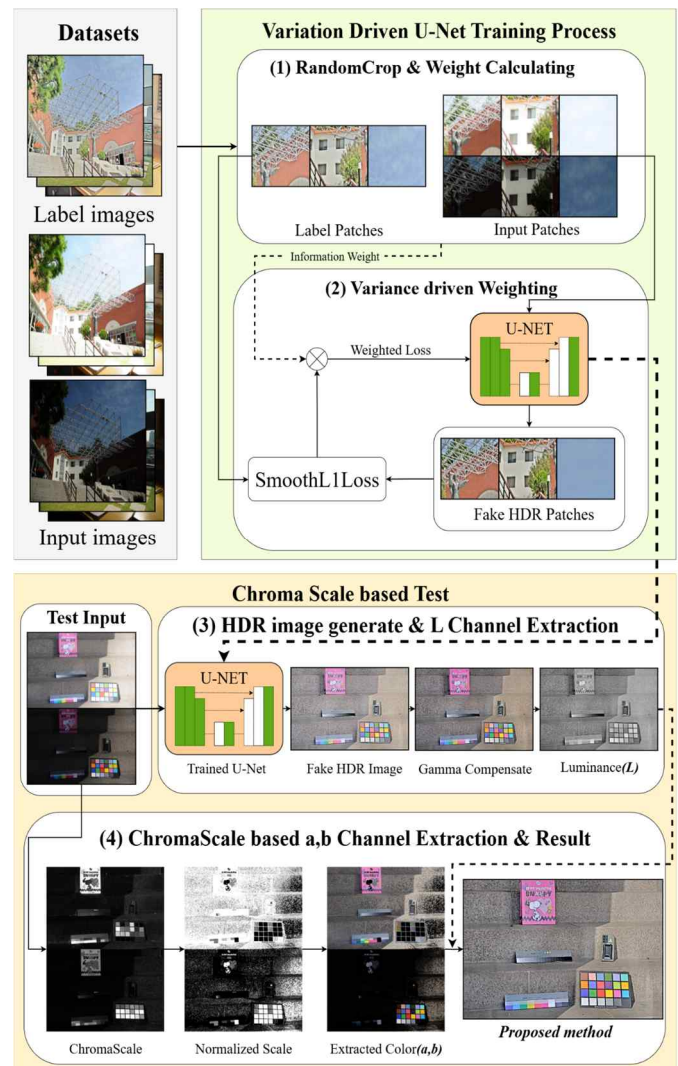 Datasets
Label images
Input images
Variation Driven U-Net Training Process
(1) RandomCrop & Weight Calculating
Label Patches
Input Patches
Information Weight
(2) Variance driven Weighting
U-NET
Weighted Loss
SmoothL1Loss
Fake HDR Patches
Chroma Scale based Test
Test Input
(3) HDR image generate & L Channel Extraction
U-NET
Trained U-Net
Fake HDR Image
Gamma Compensate
Luminance(L)
(4) ChromaScale based a,b Channel Extraction & Result
ChromaScale
Normalized Scale
Extracted Color(a,b)
Proposed method